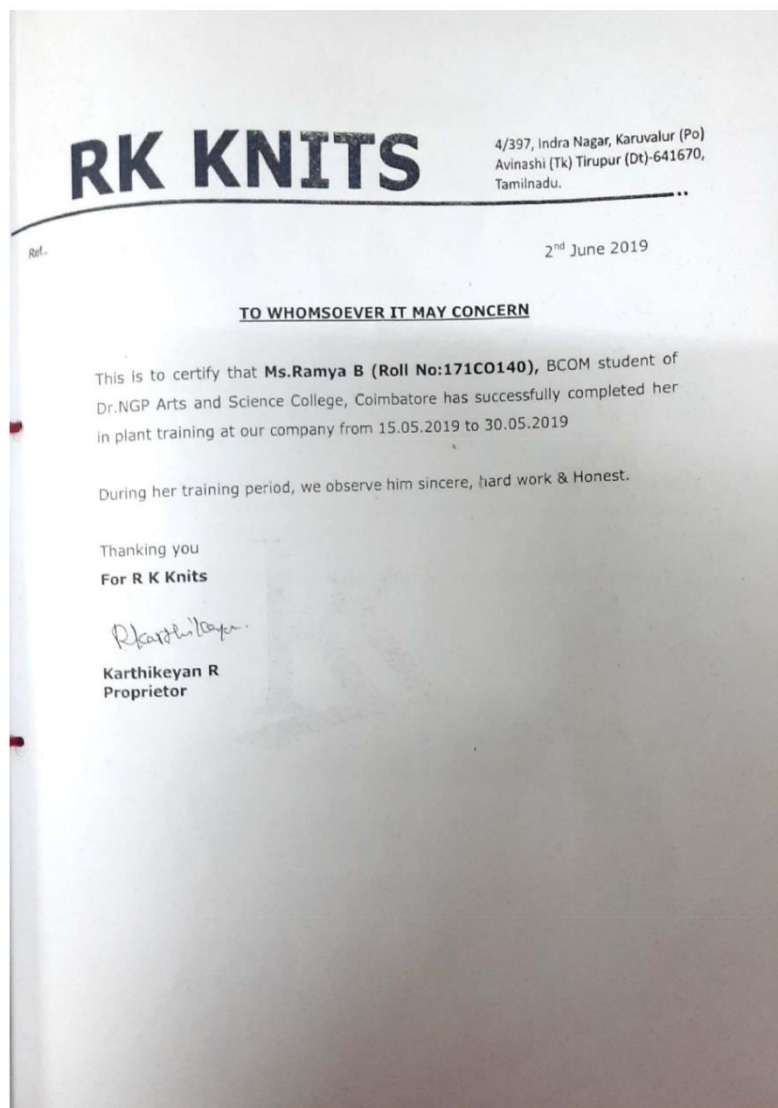 RK KNITS
4/397, Indra Nagar, Karuvalur (Po)
Avinashi (Tk) Tirupur (Dt)-641670,
Tamilnadu.
Ref..
2nd June 2019
TO WHOMSOEVER IT MAY CONCERN
This is to certify that Ms.Ramya B (Roll No:171CO140), BCOM student of
Dr.NGP Arts and Science College, Coimbatore has successfully completed her
in plant training at our company from 15.05.2019 to 30.05.2019
During her training period, we observe him sincere, hard work & Honest.
Thanking you
For R K Knits
RKarthikeyan.
Karthikeyan R
Proprietor